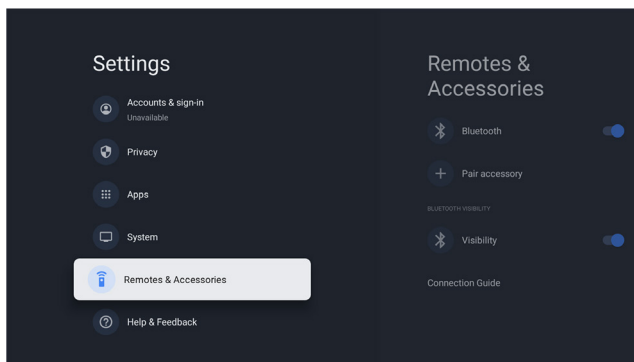 Settings
Accounts & sign-in
Unavailable
Privacy
Apps
System
Remotes & Accessories
Help & Feedback
Remotes &
Accessories
Bluetooth
Pair accessory
BLUETOOTH VISIBILITY
Visibility
Connection Guide